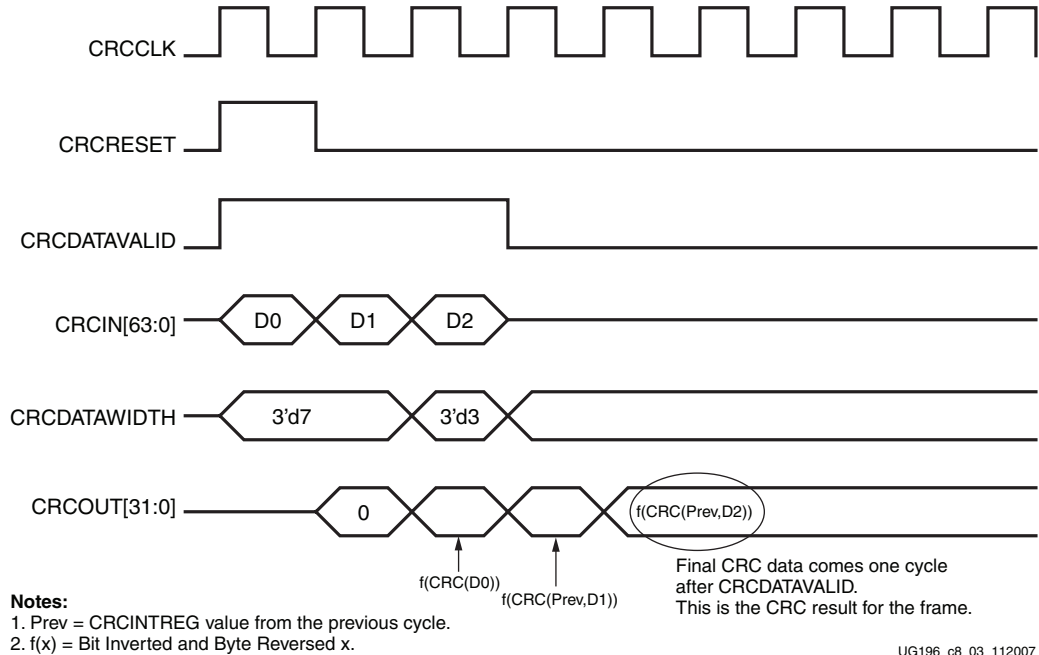 CRCCLK
CRCRESET
CRCDATAVALID
CRCIN[63:0]
D0
D1
D2
CRCDATAWIDTH
3'd7
3'd3
CRCOUT[31:0]
0
f(CRC(Prev,D2))
f(CRC(D0))
f(CRC(Prev,D1))
Final CRC data comes one cycle
after CRCDATAVALID.
This is the CRC result for the frame.
Notes:
1. Prev = CRCINTREG value from the previous cycle.
2. f(x) = Bit Inverted and Byte Reversed x.
UG196_c8_03_112007